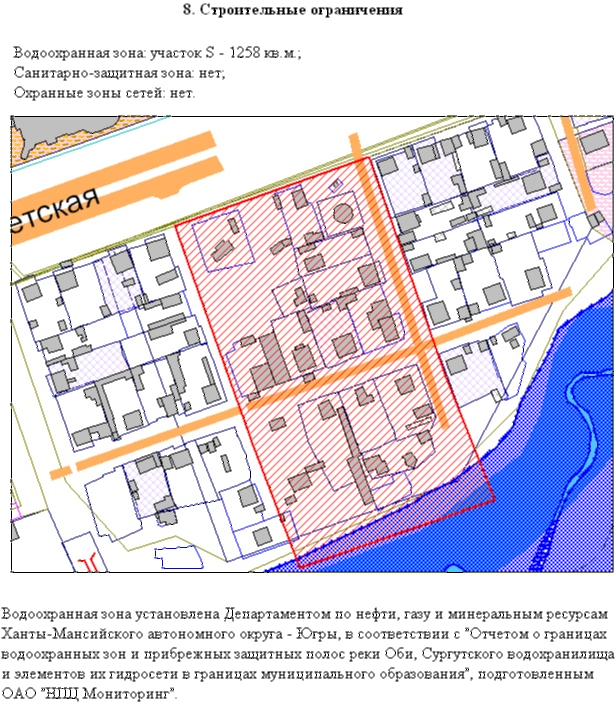 8. Строительные ограничения
Водоохранная зона: участок S - 1258 кв.м.;
Санитарно-защитная зона: нет;
Охранные зоны сетей: нет.
етская
Водоохранная зона установлена Департаментом по нефти, газу и минеральным ресурсам
Ханты-Мансийского автономного округа - Югры, в соответствии с "Отчетом о границах
водоохранных зон и прибрежных защитных полос реки Оби, Сургутского водохранилища
и элементов их гидросети в границах муниципального образования", подготовленным
ОАО "НПЦ Мониторинг".